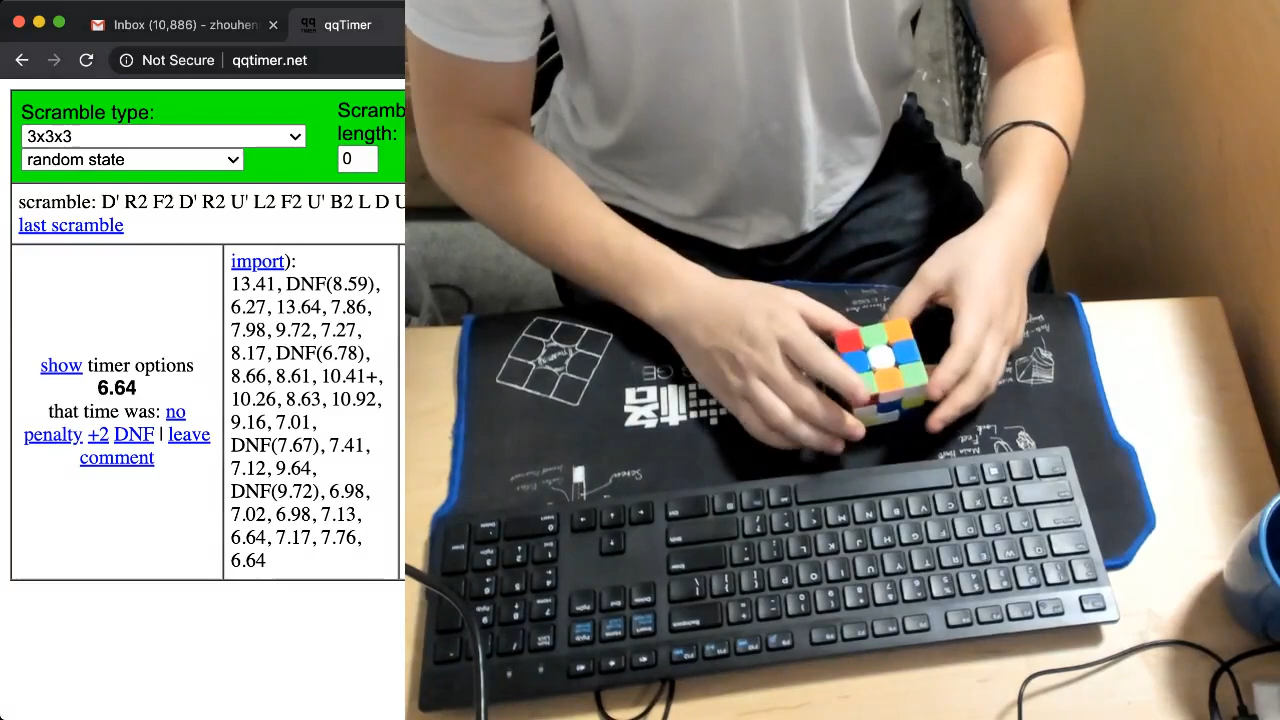 Inbox (10,886) - zhouhen
qqTimer
Not Secure | qqtimer.net
Scramble type:
Scramb
length:
3x3x3
random state
0
scramble: D' R2 F2 D' R2 U' L2 F2 U' B2 L D U
last scramble
import):
13.41, DNF(8.59),
6.27, 13.64, 7.86,
7.98, 9.72, 7.27,
8.17, DNF(6.78),
8.66, 8.61, 10.41+,
10.26, 8.63, 10.92,
9.16, 7.01,
DNF(7.67), 7.41,
7.12, 9.64,
DNF(9.72), 6.98,
7.02, 6.98, 7.13,
6.64, 7.17, 7.76,
6.64
show timer options
6.64
that time was: no
penalty +2 DNF | leave
comment